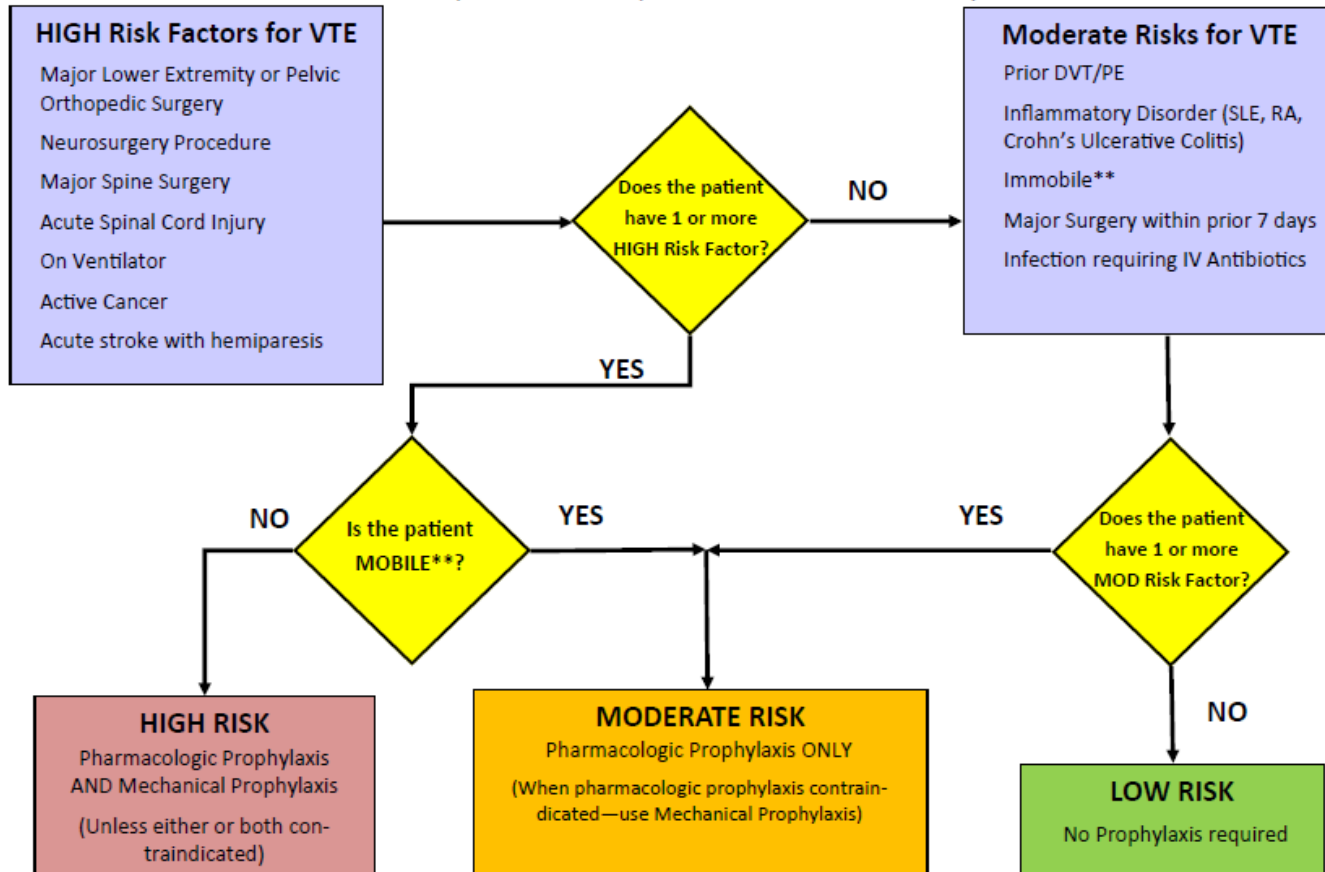 HIGH Risk Factors for VTE
Major Lower Extremity or Pelvic
Orthopedic Surgery
Neurosurgery Procedure
Major Spine Surgery
Acute Spinal Cord Injury
On Ventilator
Active Cancer
Acute stroke with hemiparesis
Does the patient
have 1 or more
HIGH Risk Factor?
NO
YES
Moderate Risks for VTE
Prior DVT/PE
Inflammatory Disorder (SLE, RA,
Crohn's Ulcerative Colitis)
Immobile**
Major Surgery within prior 7 days
Infection requiring IV Antibiotics
NO
Is the patient
MOBILE**?
YES
YES
Does the patient
have 1 or more
MOD Risk Factor?
NO
HIGH RISK
Pharmacologic Prophylaxis
AND Mechanical Prophylaxis
(Unless either or both con-
traindicated)
MODERATE RISK
Pharmacologic Prophylaxis ONLY
(When pharmacologic prophylaxis contrain-
dicated—use Mechanical Prophylaxis)
LOW RISK
No Prophylaxis required